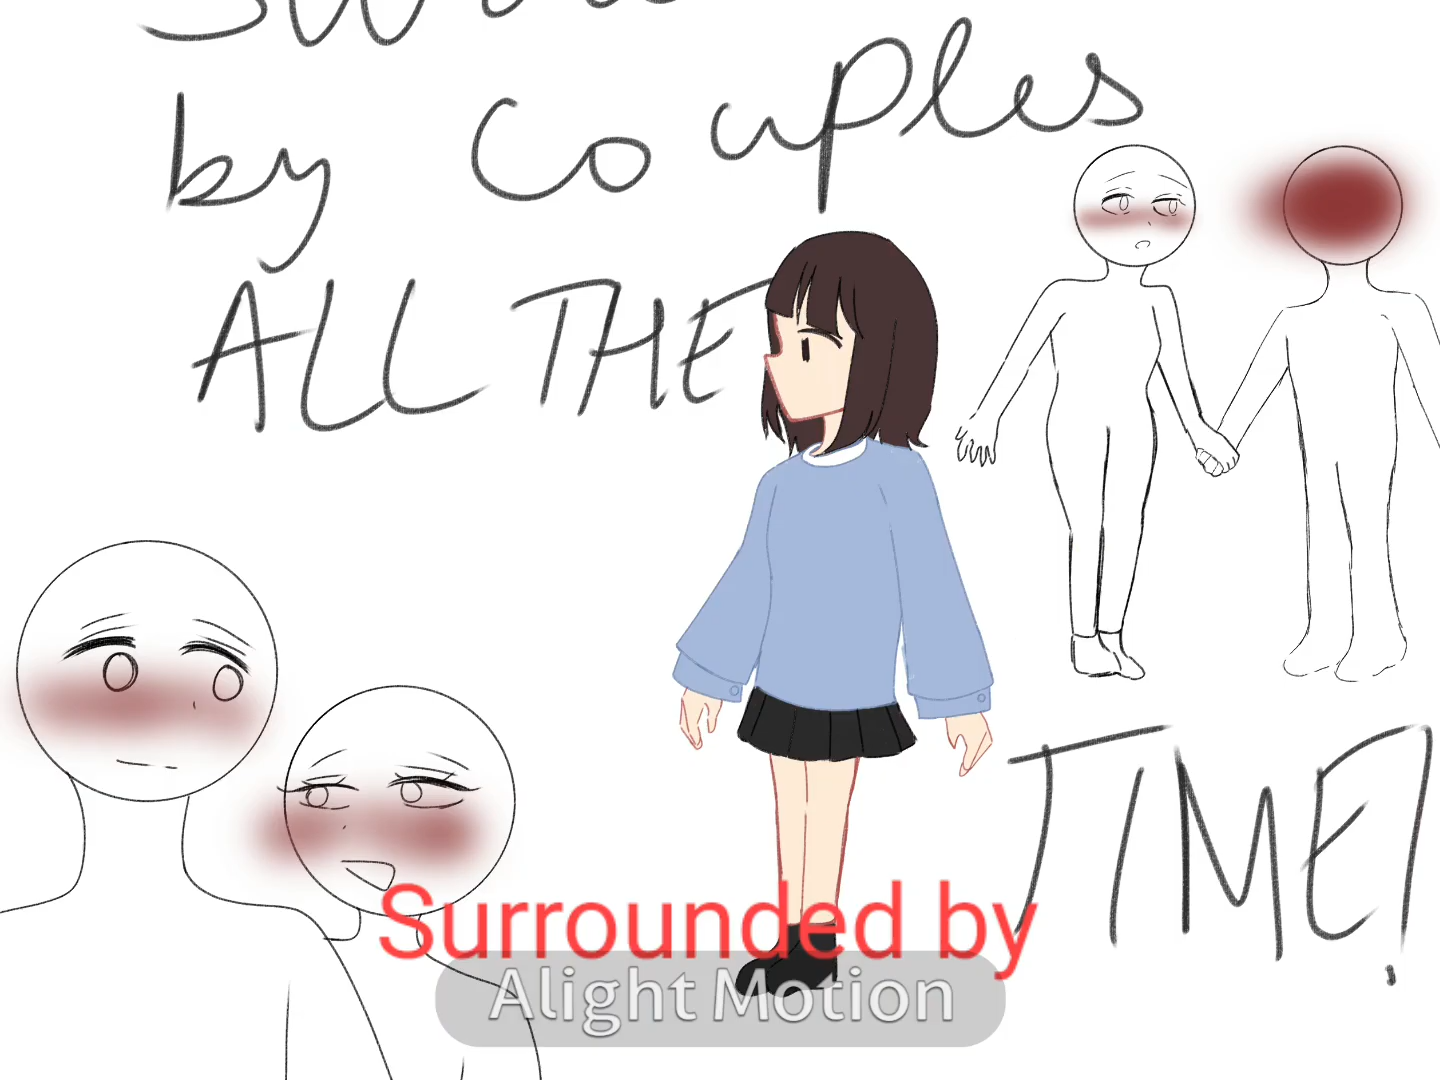 by couples
ALL THE
TIME!
Surrounded by
Alight Motion